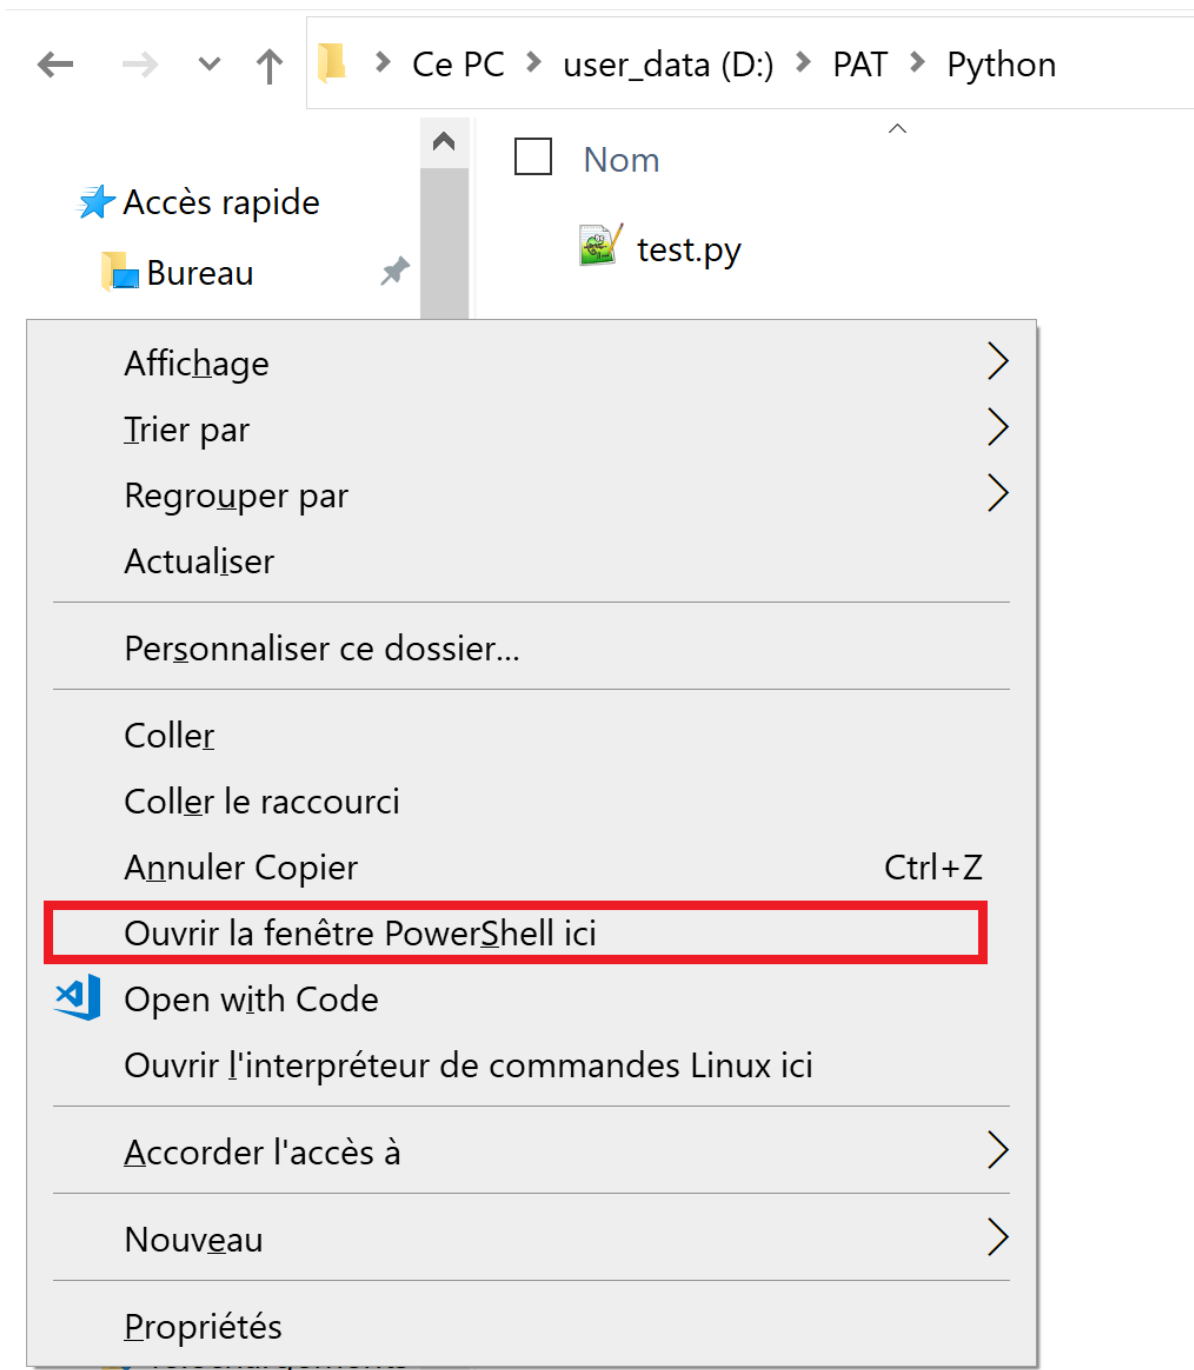 Ce PC > user_data (D:) > PAT > Python
Nom
Accès rapide
test.py
Bureau
Affichage
Trier par
Regrouper par
Actualiser
Personnaliser ce dossier...
Coller
Coller le raccourci
Annuler Copier Ctrl+Z
Ouvrir la fenêtre PowerShell ici
Open with Code
Ouvrir l'interpréteur de commandes Linux ici
Accorder l'accès à
Nouveau
Propriétés